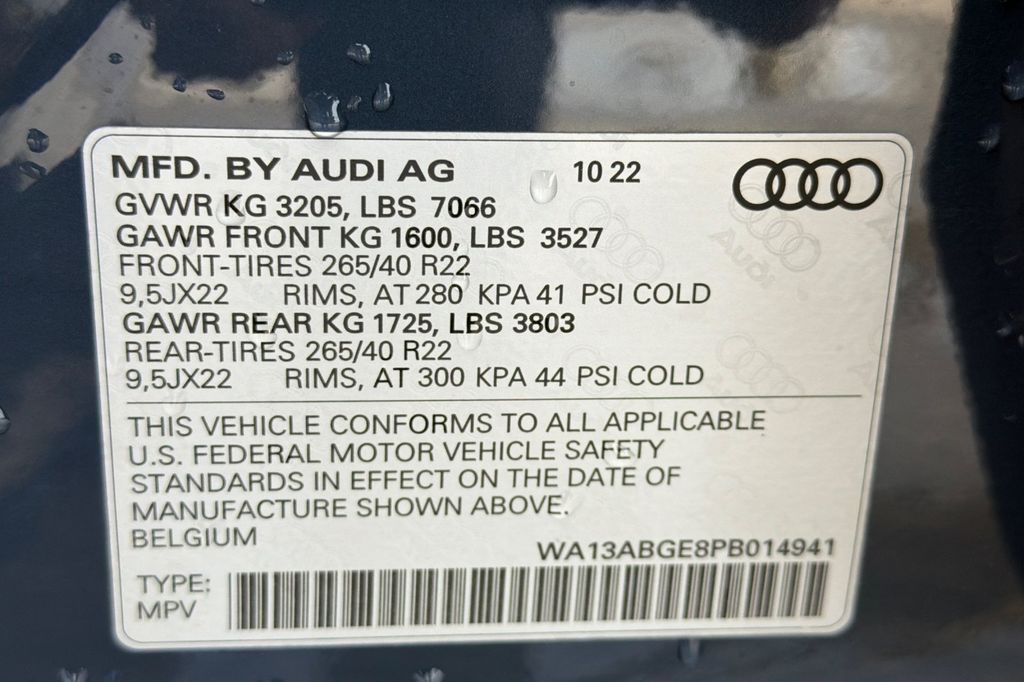 MFD. BY AUDI AG 10 22
GVWR KG 3205, LBS 7066
GAWR FRONT KG 1600, LBS 3527
FRONT-TIRES 265/40 R22
9,5JX22 RIMS, AT 280 KPA 41 PSI COLD
GAWR REAR KG 1725, LBS 3803
REAR-TIRES 265/40 R22
9,5JX22 RIMS, AT 300 KPA 44 PSI COLD
THIS VEHICLE CONFORMS TO ALL APPLICABLE
U.S. FEDERAL MOTOR VEHICLE SAFETY
STANDARDS IN EFFECT ON THE DATE OF
MANUFACTURE SHOWN ABOVE.
BELGIUM
WA13ABGE8PB014941
TYPE:
MPV